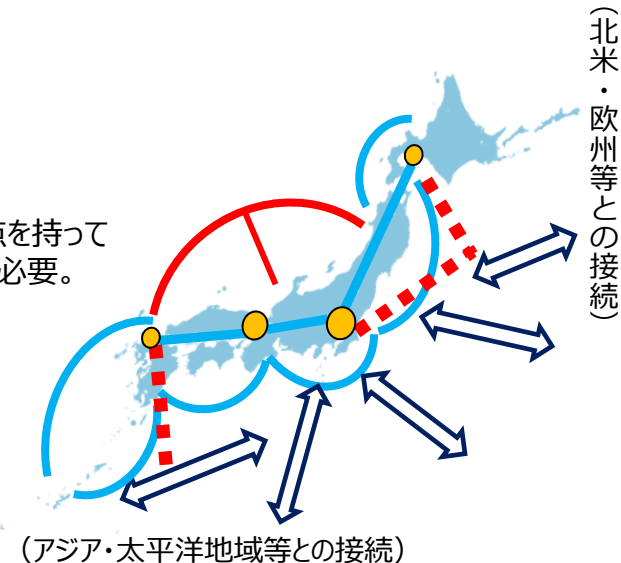 （北米・欧州等との接続）
点を持って
必要。
（アジア・太平洋地域等との接続）